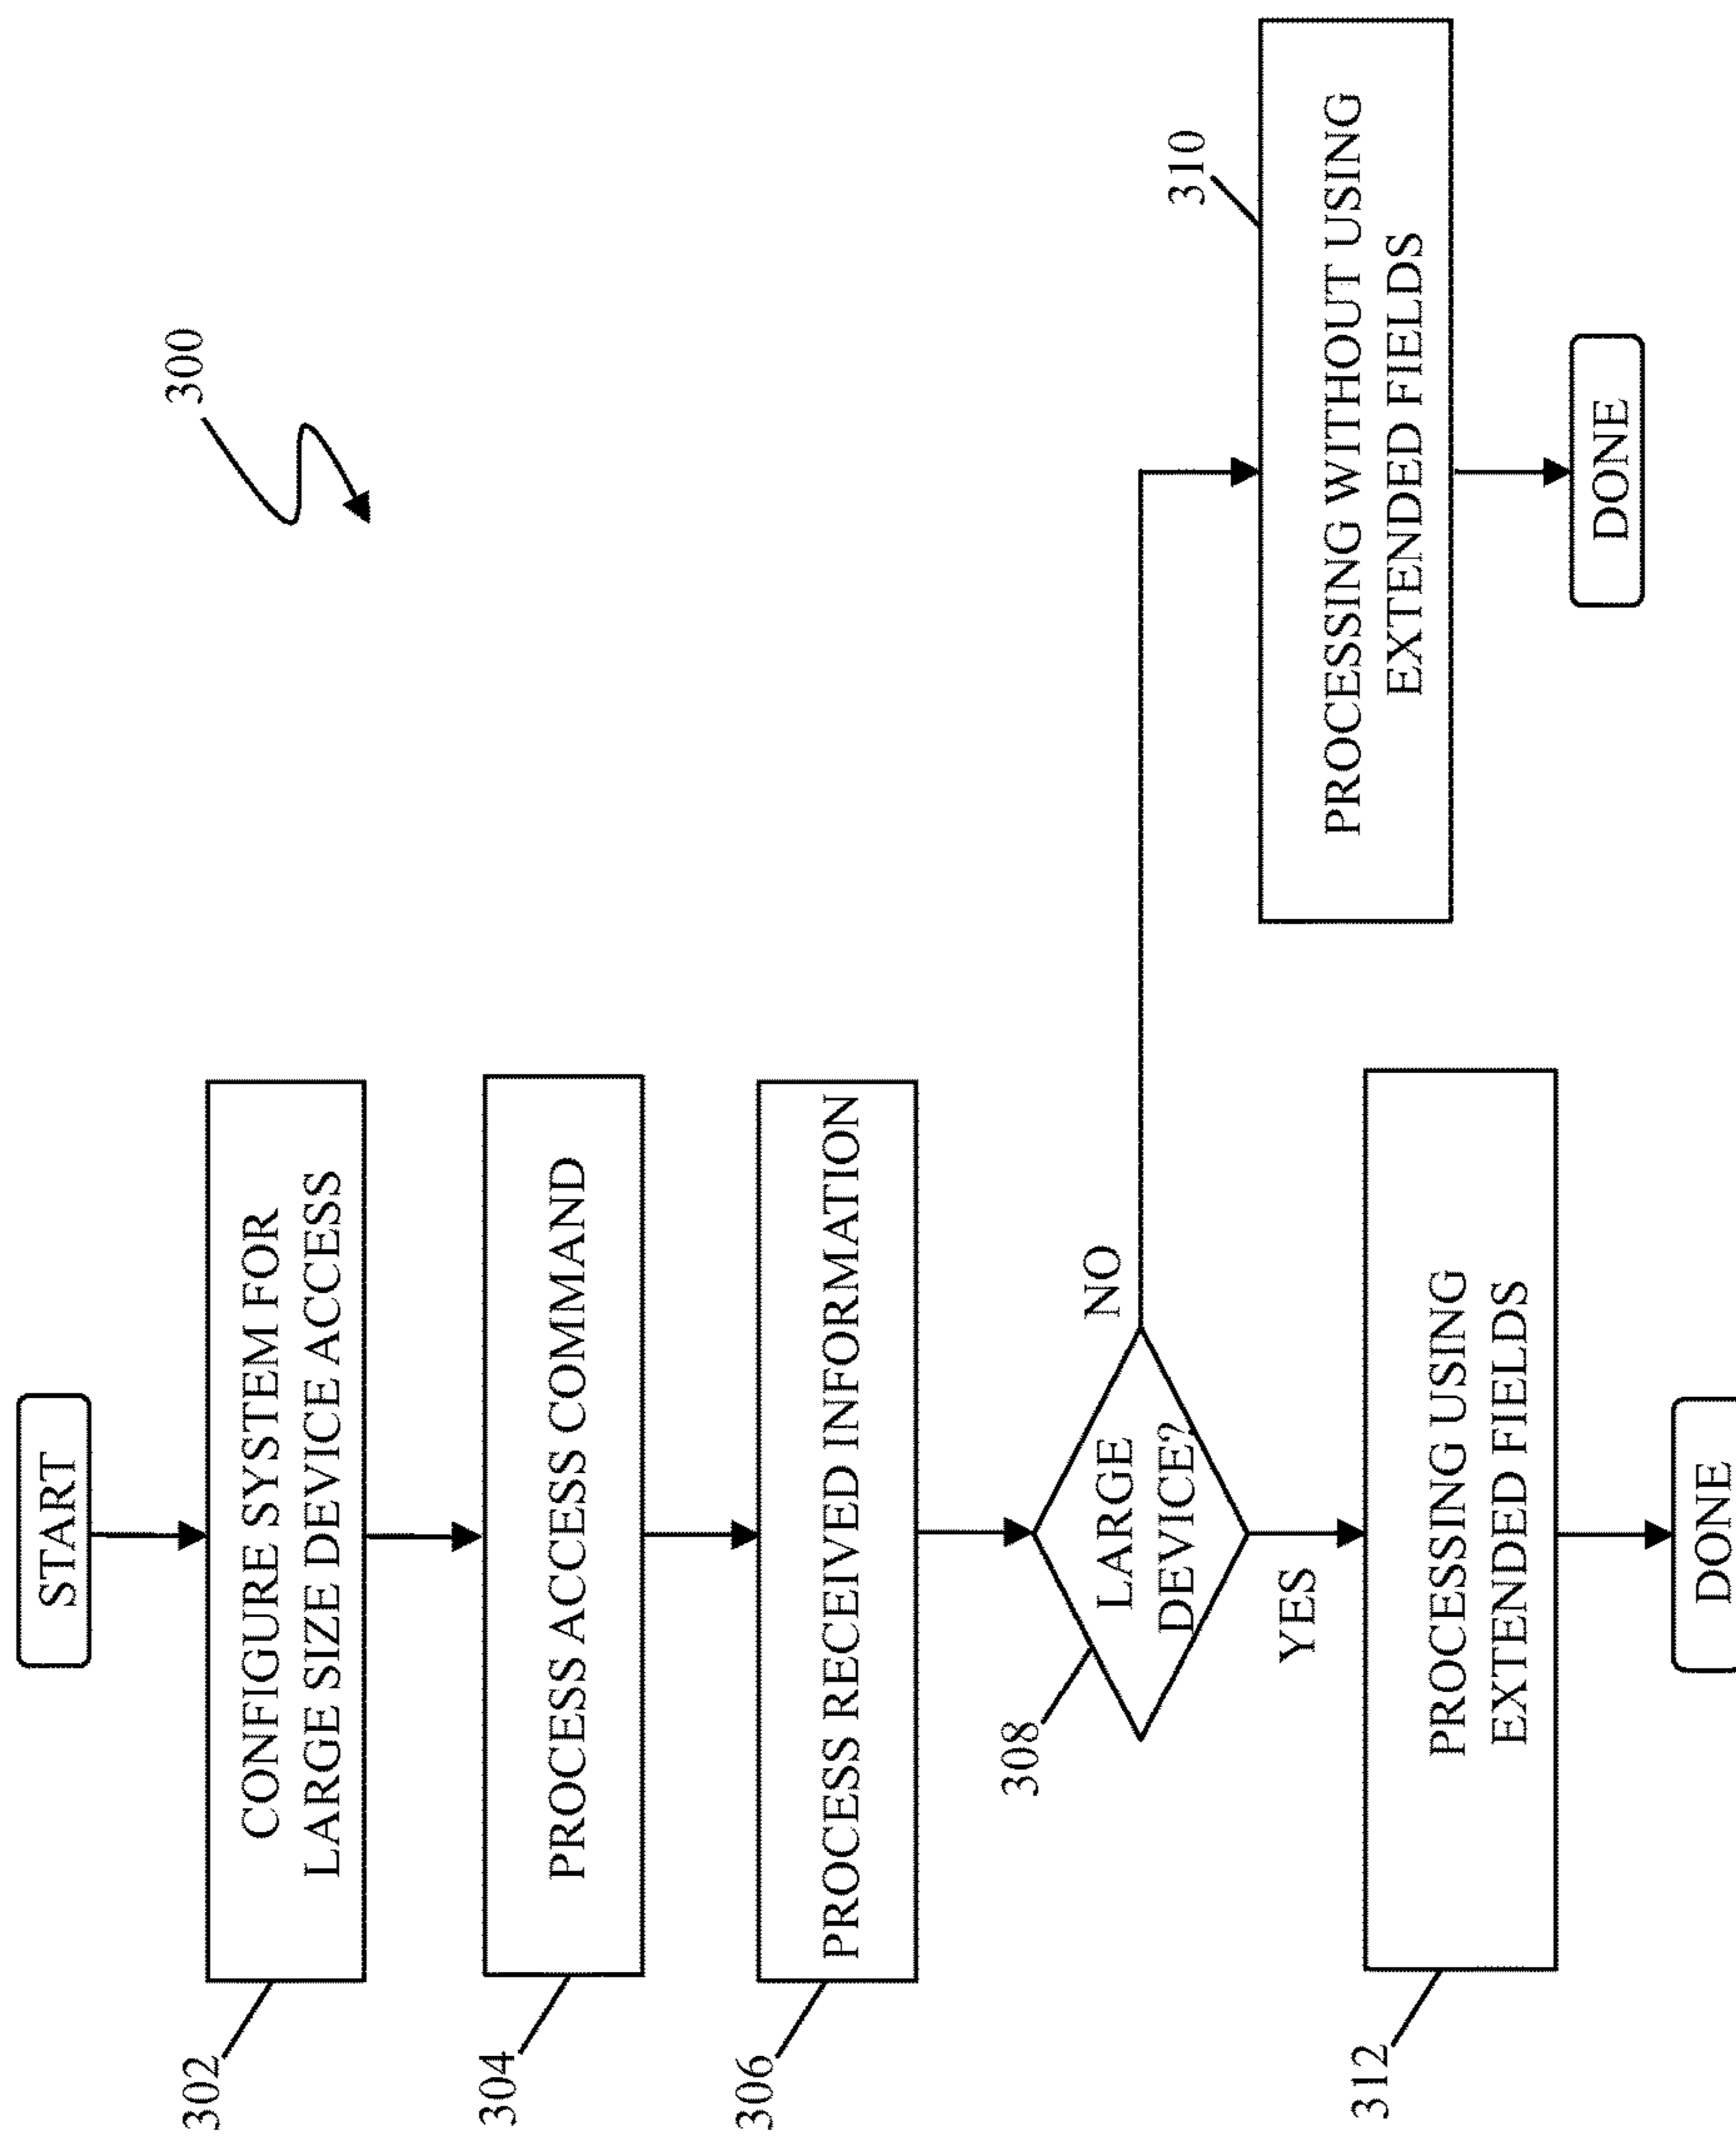 300
START
302
CONFIGURE SYSTEM FOR
LARGE SIZE DEVICE ACCESS
304
PROCESS ACCESS COMMAND
306
PROCESS RECEIVED INFORMATION
308
LARGE
DEVICE?
NO
YES
310
PROCESSING WITHOUT USING
EXTENDED FIELDS
DONE
312
PROCESSING USING
EXTENDED FIELDS
DONE